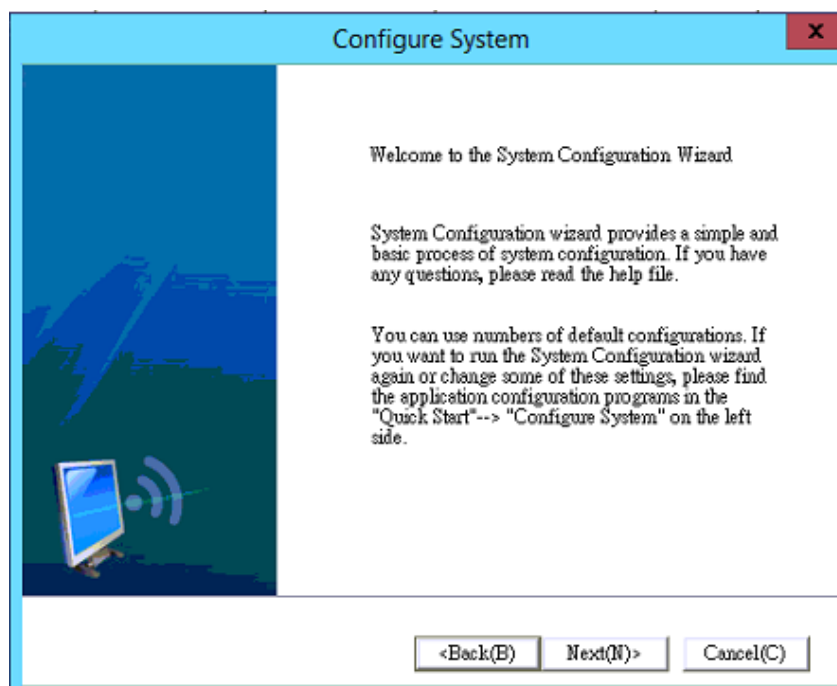 Configure System
x
Welcome to the System Configuration Wizard
System Configuration wizard provides a simple and
basic process of system configuration. If you have
any questions, please read the help file.
You can use numbers of default configurations. If
you want to run the System Configuration wizard
again or change some of these settings, please find
the application configuration programs in the
"Quick Start"--> "Configure System" on the left
side.
<Back(B) Next(N)> Cancel(C)